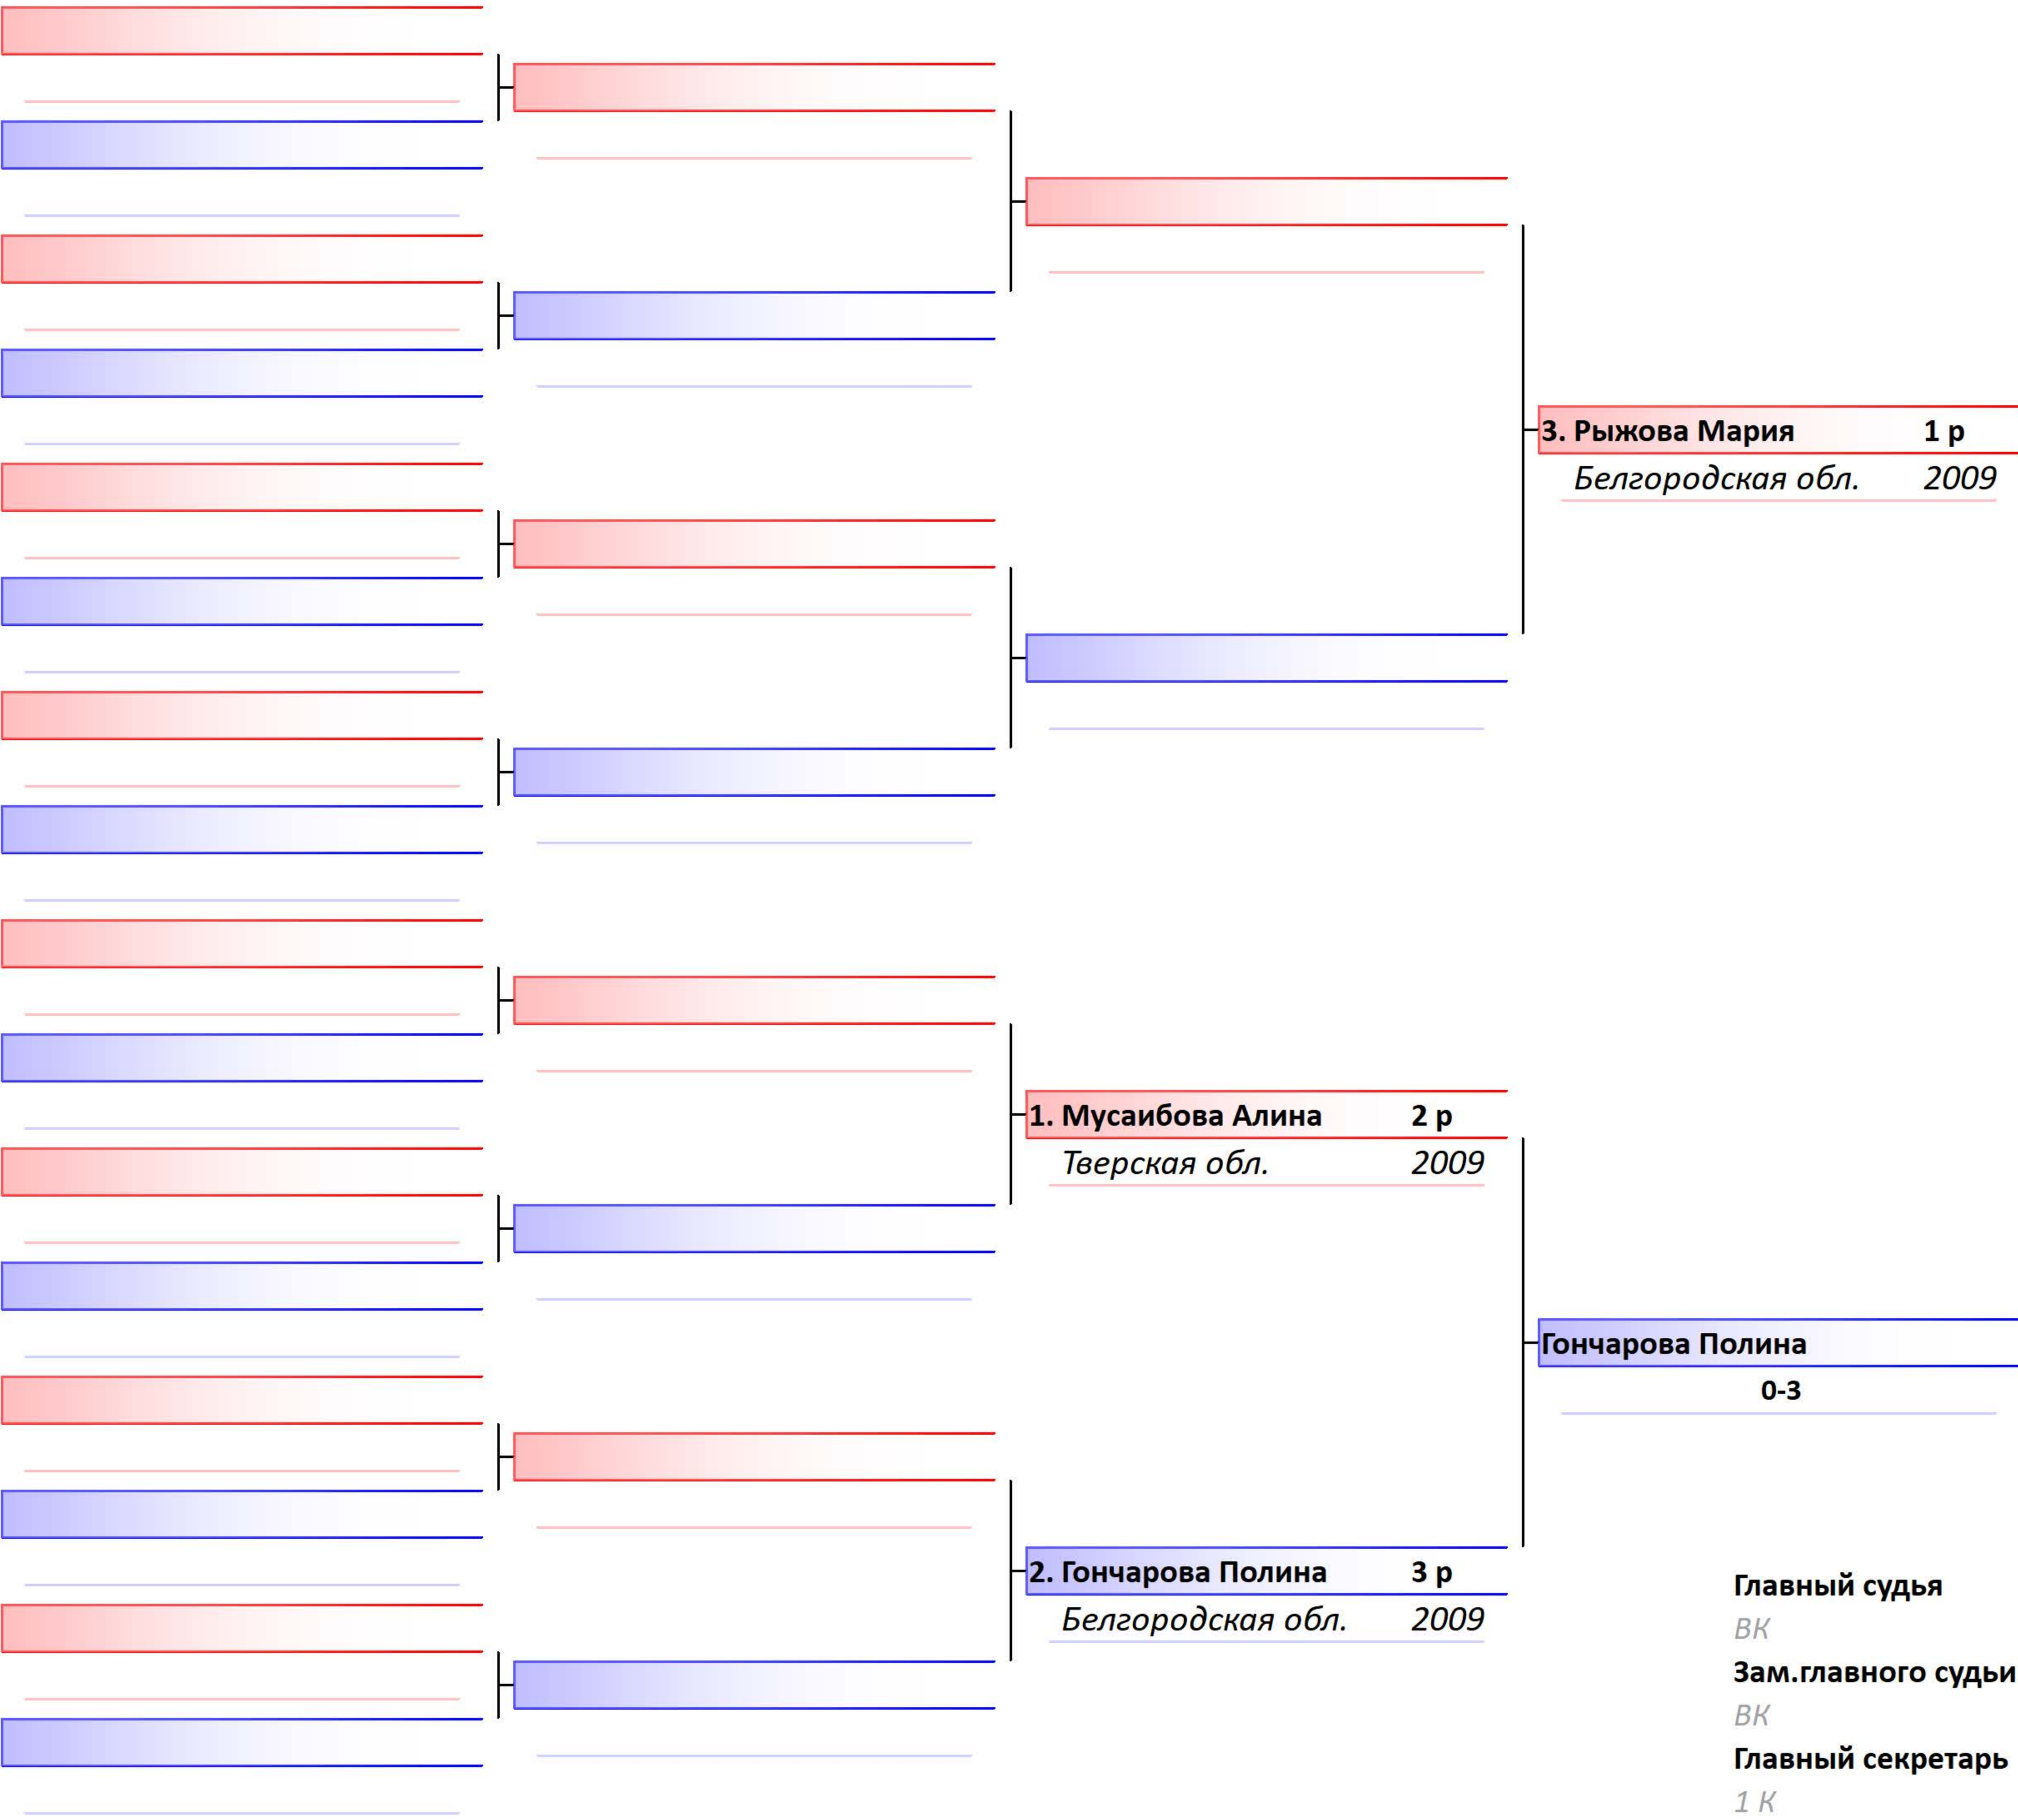 3. Рыжова Мария 1 р
Белгородская обл. 2009
1. Мусаибова Алина 2 р
Тверская обл. 2009
Гончарова Полина
0-3
2. Гончарова Полина 3 р
Белгородская обл. 2009
Главный судья
ВК
Зам.главного судьи
ВК
Главный секретарь
1 К